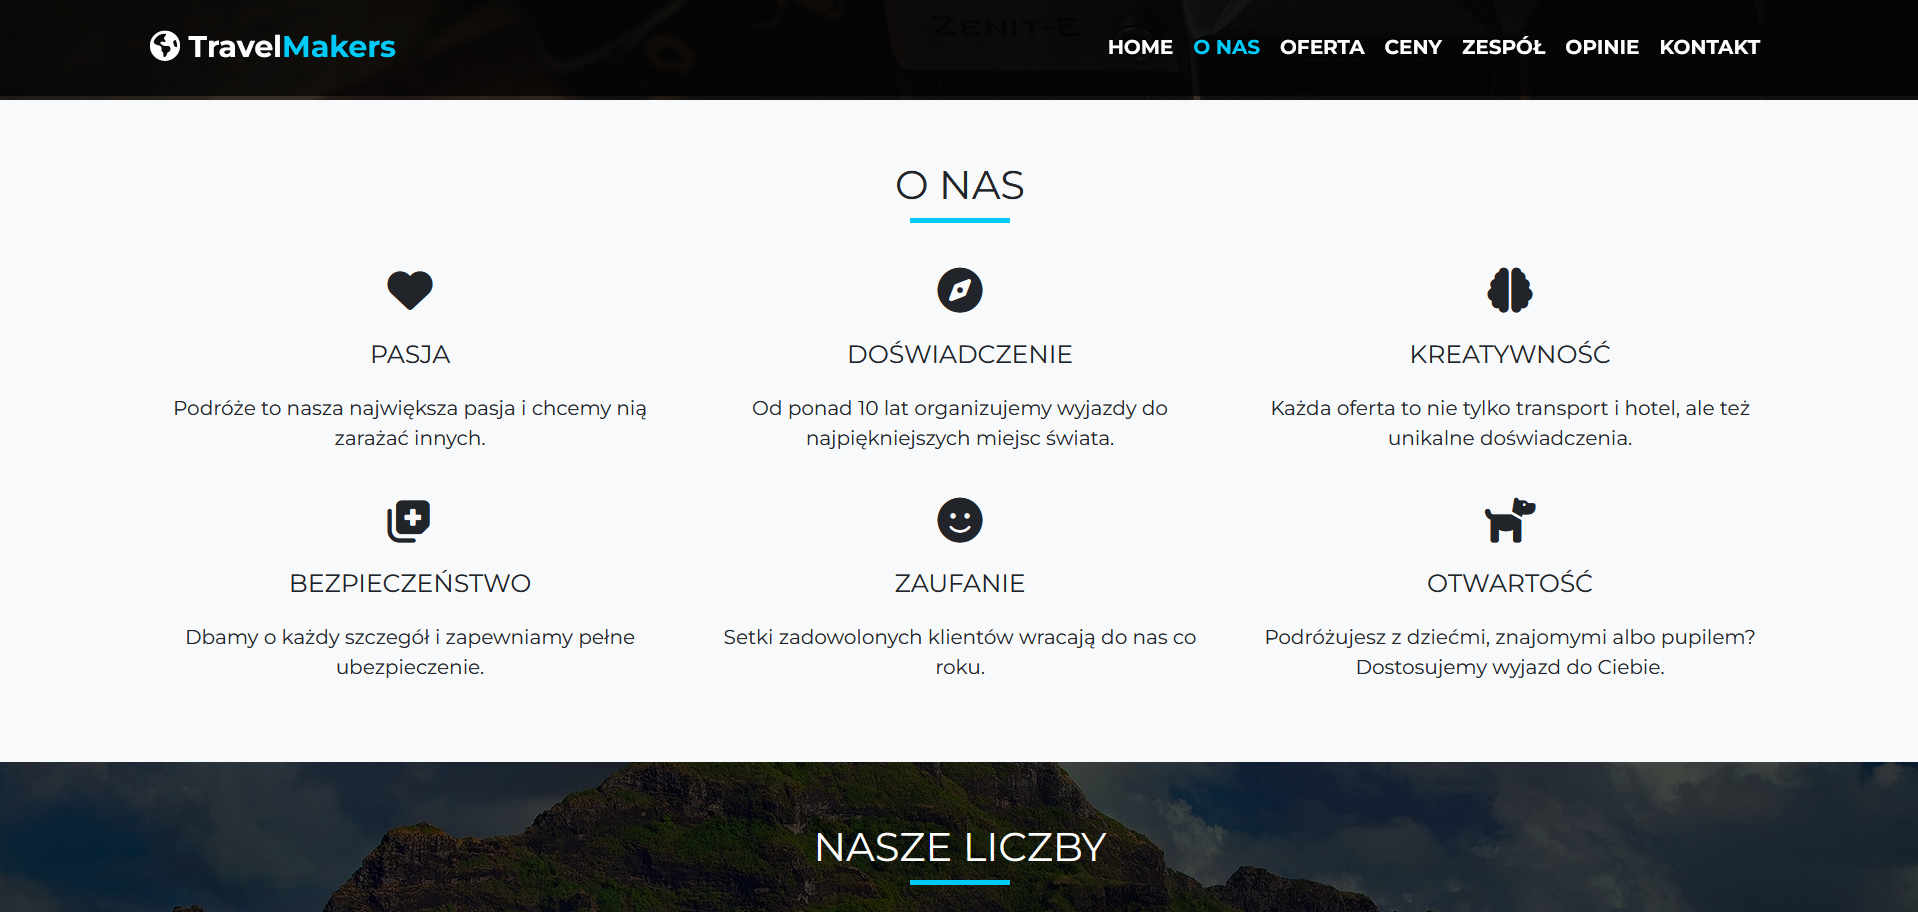 ZENIT-E
TravelMakers
HOME O NAS OFERTA CENY ZESPÓŁ OPINIE KONTAKT
O NAS
PASJA
Podróże to nasza największa pasja i chcemy nią
zarażać innych.
DOŚWIADCZENIE
Od ponad 10 lat organizujemy wyjazdy do
najpiękniejszych miejsc świata.
KREATYWNOŚĆ
Każda oferta to nie tylko transport i hotel, ale też
unikalne doświadczenia.
BEZPIECZEŃSTWO
Dbamy o każdy szczegół i zapewniamy pełne
ubezpieczenie.
ZAUFANIE
Setki zadowolonych klientów wracają do nas co
roku.
OTWARTOŚĆ
Podróżujesz z dziećmi, znajomymi albo pupilem?
Dostosujemy wyjazd do Ciebie.
NASZE LICZBY